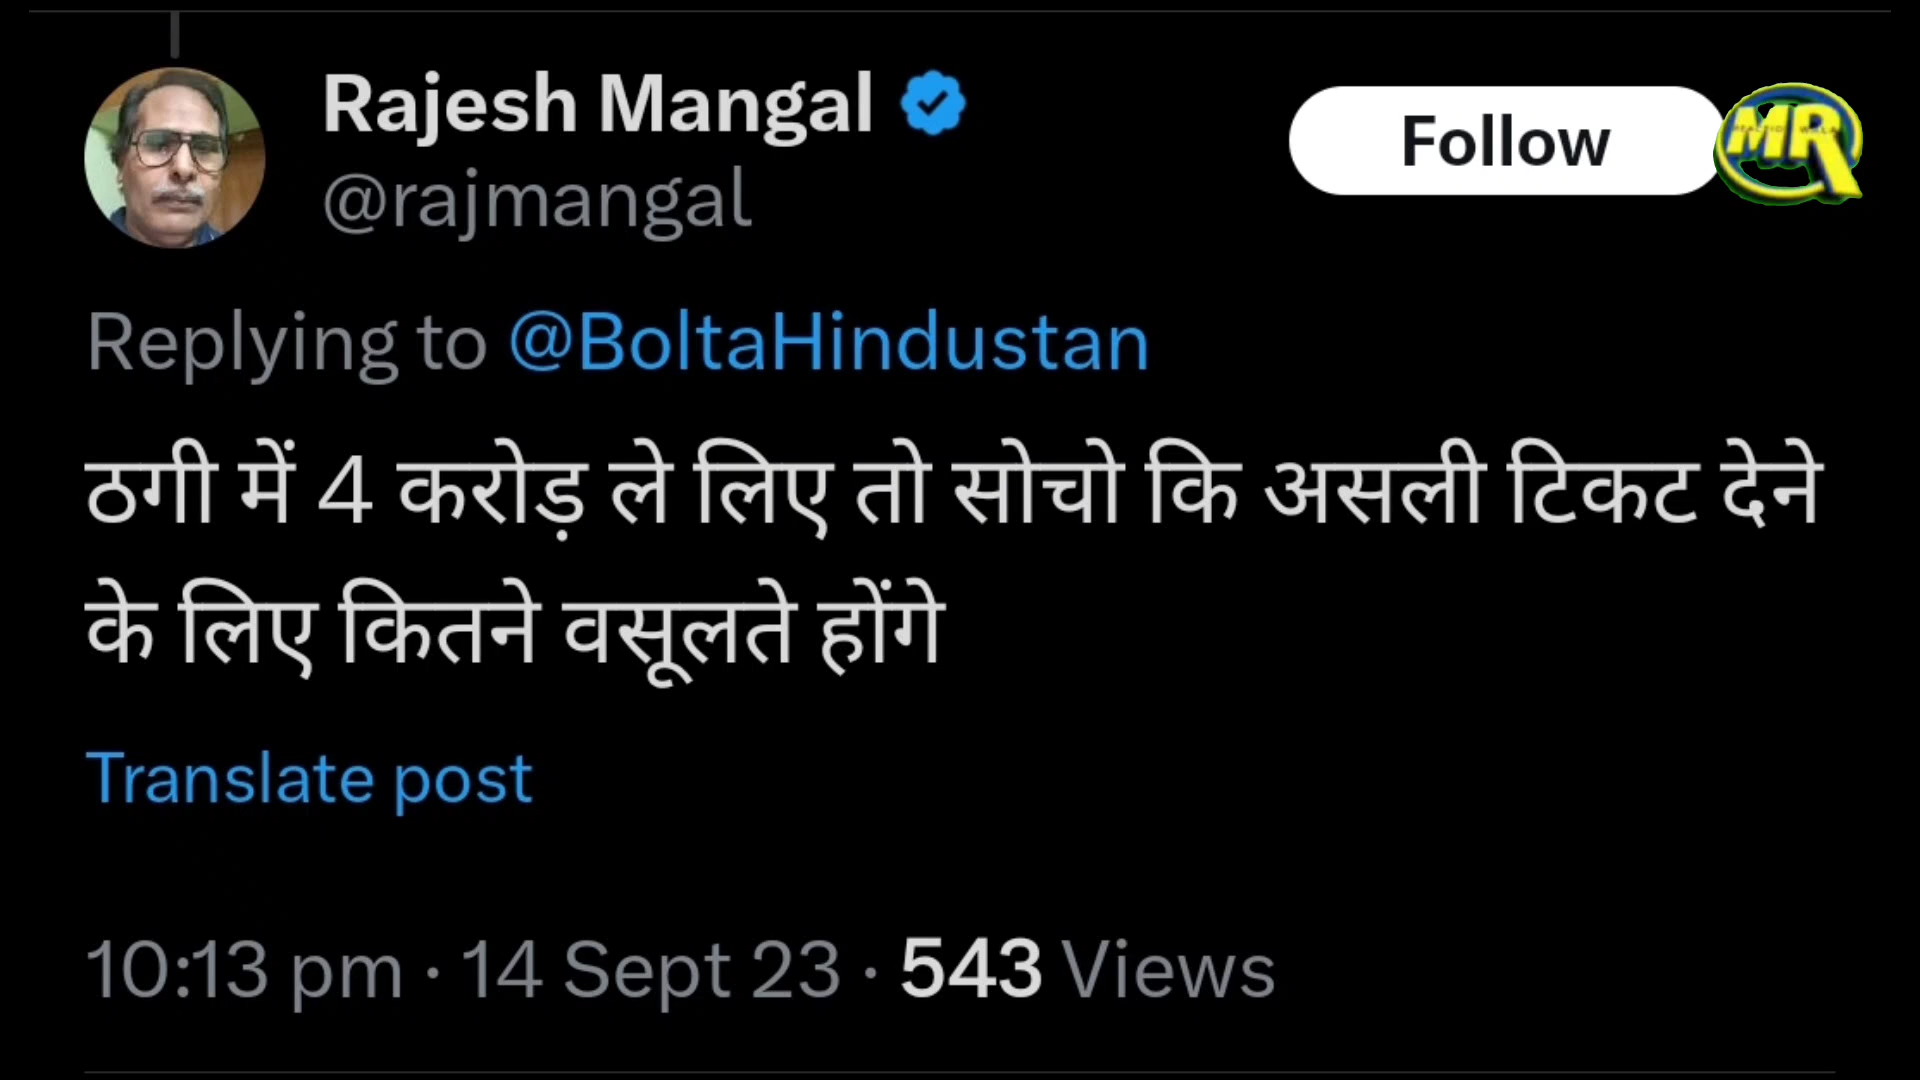 Rajesh Mangal
@rajmangal
Follow
MR
Replying to @BoltaHindustan
ठगी में 4 करोड़ ले लिए तो सोचो कि असली टिकट देने
के लिए कितने वसूलते होंगे
Translate post
10:13 pm · 14 Sept 23 · 543 Views